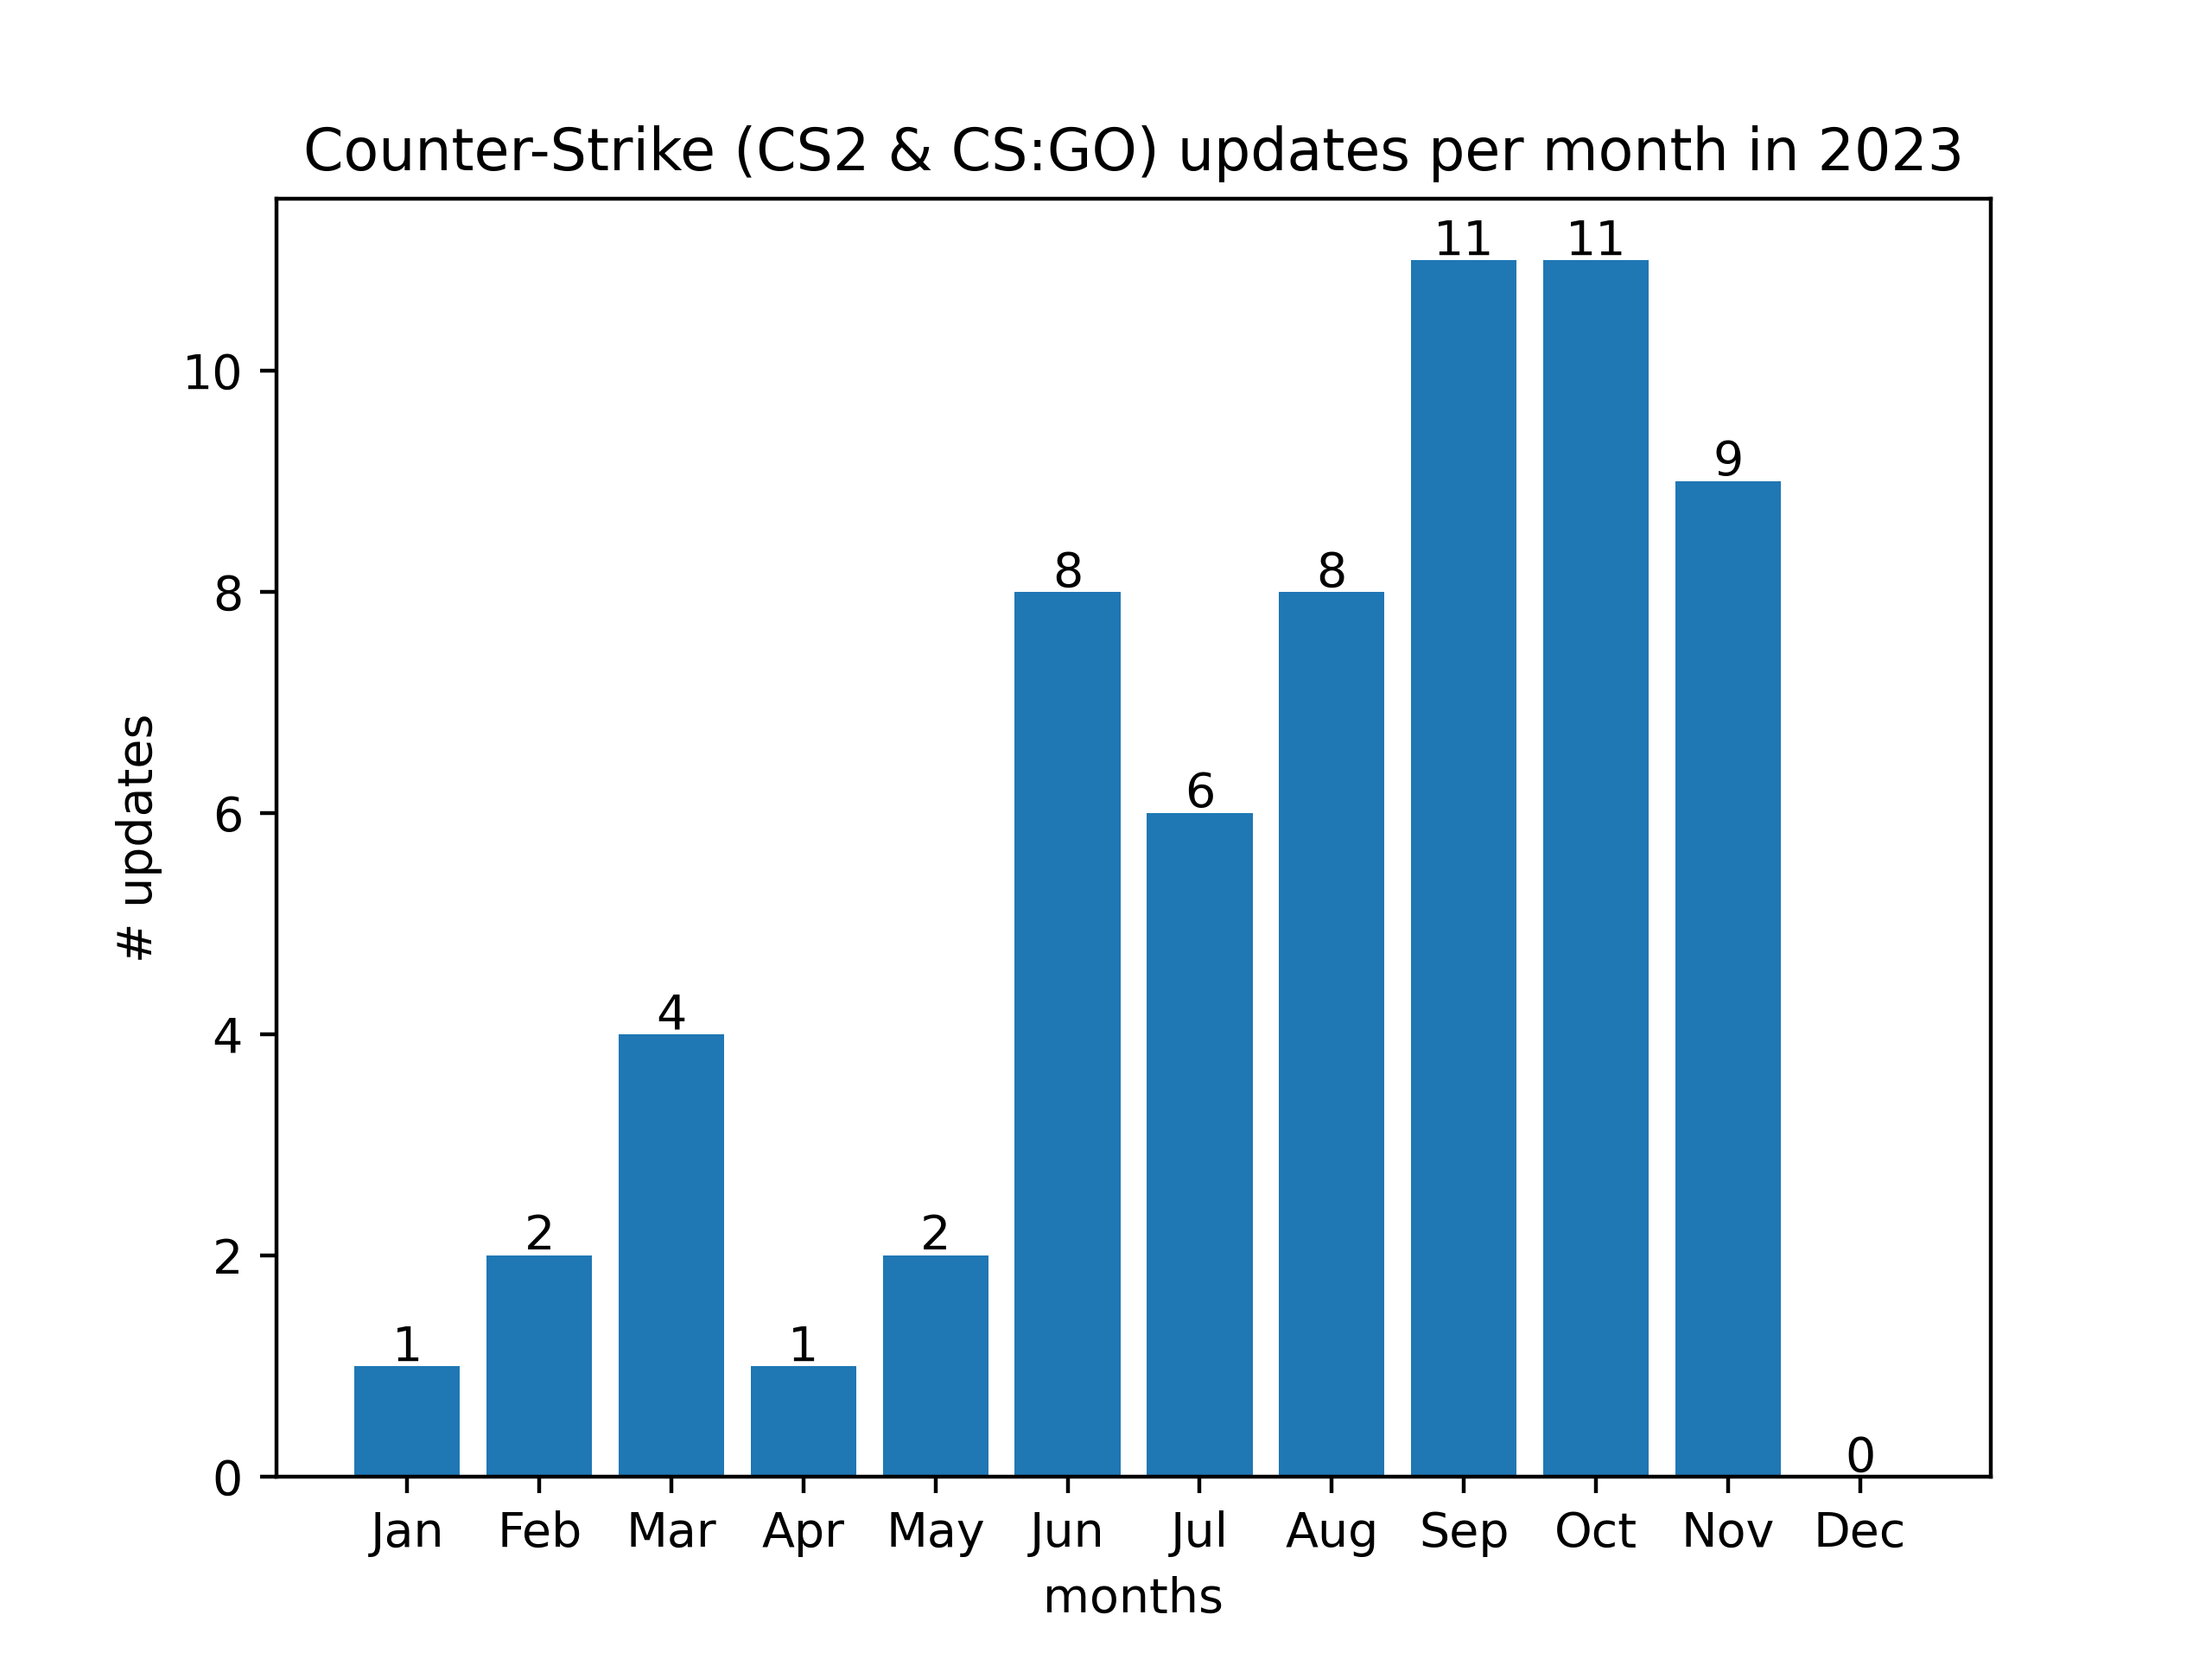 Counter-Strike (CS2 & CS:GO) updates per month in 2023
11 11
10
9
8 8 8
6 6
# updates
4 4
2 2 2
1 1
0 0
Jan Feb Mar Apr May Jun Jul Aug Sep Oct Nov Dec
months